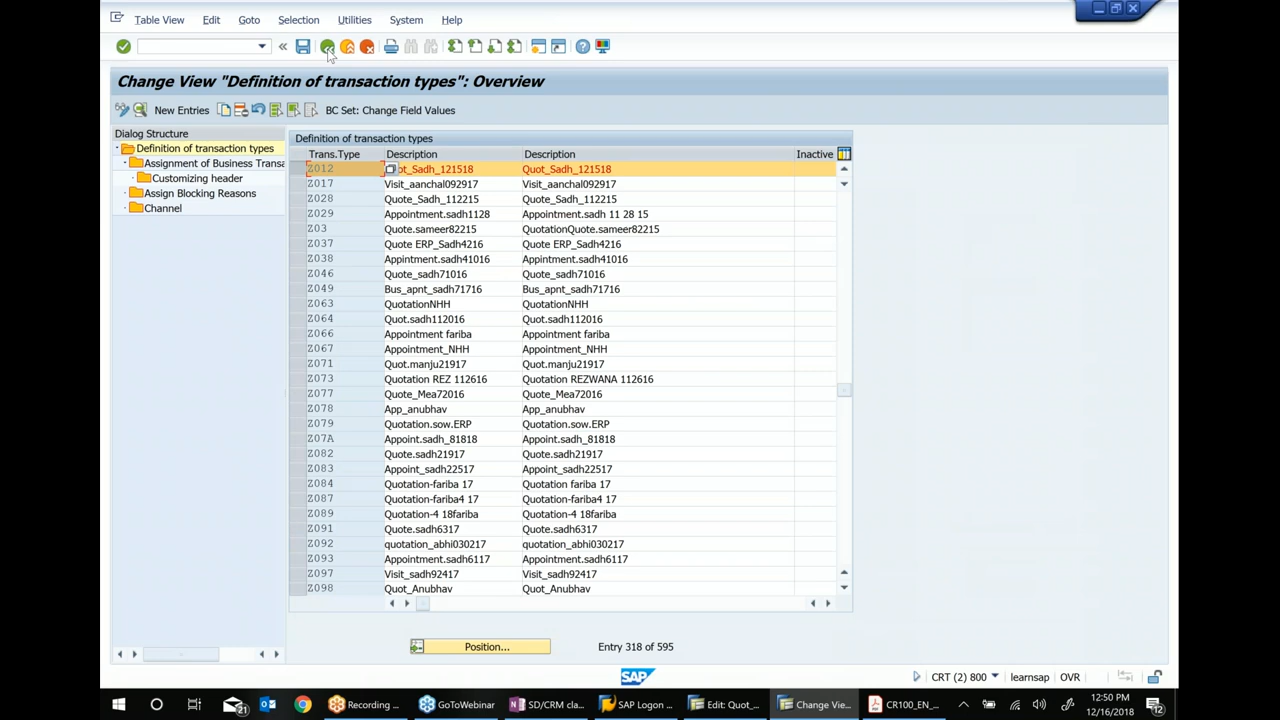 Table View Edit Goto Selection Utilities System Help
Change View "Definition of transaction types": Overview
New Entries BC Set: Change Field Values
Dialog Structure
Definition of transaction types
Assignment of Business Transa
Customizing header
Assign Blocking Reasons
Channel
Definition of transaction types
Trans.Type Description Description Inactive
Z012 ot_Sadh_121518 Quot_Sadh_121518
Z017 Visit_aanchal092917 Visit_aanchal092917
Z028 Quote_Sadh_112215 Quote_Sadh_112215
Z029 Appointment.sadh1128 Appointment.sadh 11 28 15
Z03 Quote.sameer82215 QuotationQuote.sameer82215
Z037 Quote ERP_Sadh4216 Quote ERP_Sadh4216
Z038 Appintment.sadh41016 Appintment.sadh41016
Z046 Quote_sadh71016 Quote_sadh71016
Z049 Bus_apnt_sadh71716 Bus_apnt_sadh71716
Z063 QuotationNHH QuotationNHH
Z064 Quot.sadh112016 Quot.sadh112016
Z066 Appointment fariba Appointment fariba
Z067 Appointment_NHH Appointment_NHH
Z071 Quot.manju21917 Quot.manju21917
Z073 Quotation REZ 112616 Quotation REZWANA 112616
Z077 Quote_Mea72016 Quote_Mea72016
Z078 App_anubhav App_anubhav
Z079 Quotation.sow.ERP Quotation.sow.ERP
Z07A Appoint.sadh_81818 Appoint.sadh_81818
Z082 Quote.sadh21917 Quote.sadh21917
Z083 Appoint_sadh22517 Appoint_sadh22517
Z084 Quotation-fariba 17 Quotation fariba 17
Z087 Quotation-fariba4 17 Quotation-fariba4 17
Z089 Quotation-4 18fariba Quotation-4 18fariba
Z091 Quote.sadh6317 Quote.sadh6317
Z092 quotation_abhi030217 quotation_abhi030217
Z093 Appointment.sadh6117 Appointment.sadh6117
Z097 Visit_sadh92417 Visit_sadh92417
Z098 Quot_Anubhav Quot_Anubhav
Position... Entry 318 of 595
SAP CRT (2) 800 learnsap OVR
21 Recording ... GoToWebinar SD/CRM cla... SAP Logon ... Edit: Quot_... Change Vie... CR100_EN_... 12:50 PM
12/16/2018 12